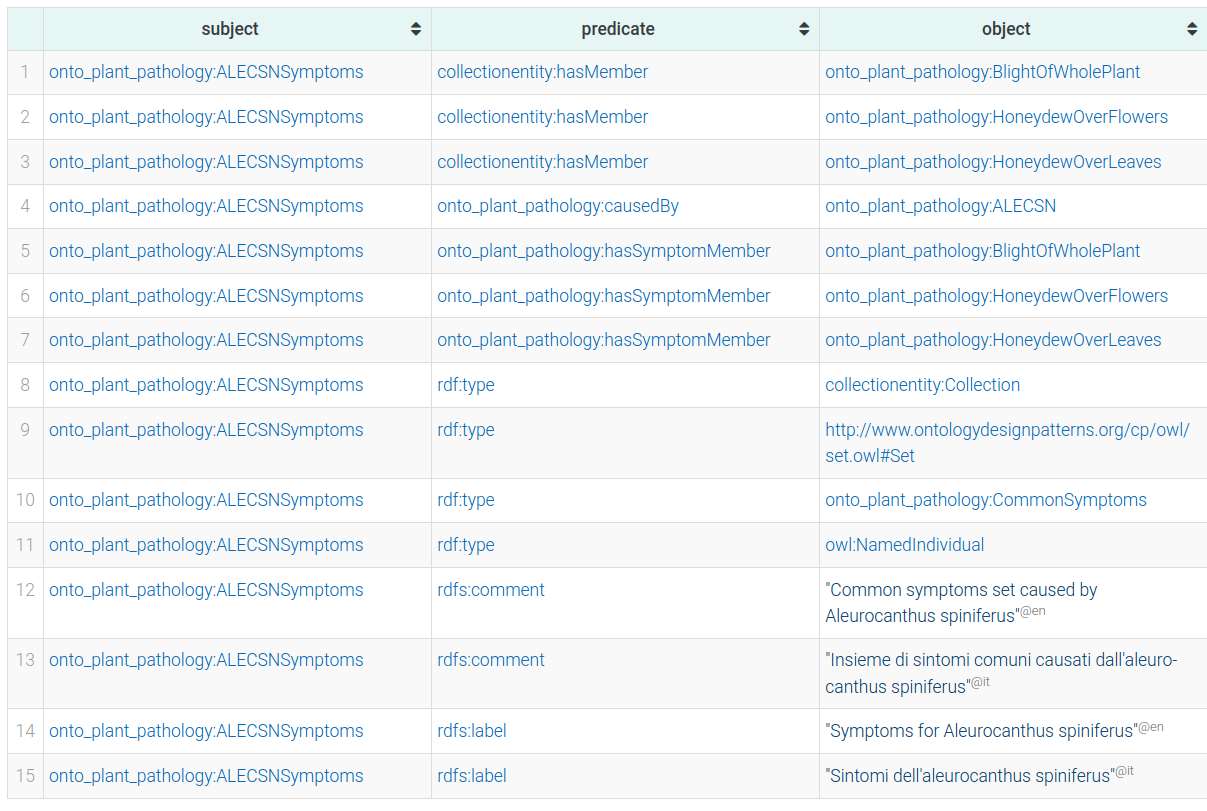 subject predicate object
1 onto_plant_pathology:ALECSNSymptoms collectionentity:hasMember onto_plant_pathology:BlightOfWholePlant
2 onto_plant_pathology:ALECSNSymptoms collectionentity:hasMember onto_plant_pathology:HoneydewOverFlowers
3 onto_plant_pathology:ALECSNSymptoms collectionentity:hasMember onto_plant_pathology:HoneydewOverLeaves
4 onto_plant_pathology:ALECSNSymptoms onto_plant_pathology:causedBy onto_plant_pathology:ALECSN
5 onto_plant_pathology:ALECSNSymptoms onto_plant_pathology:hasSymptomMember onto_plant_pathology:BlightOfWholePlant
6 onto_plant_pathology:ALECSNSymptoms onto_plant_pathology:hasSymptomMember onto_plant_pathology:HoneydewOverFlowers
7 onto_plant_pathology:ALECSNSymptoms onto_plant_pathology:hasSymptomMember onto_plant_pathology:HoneydewOverLeaves
8 onto_plant_pathology:ALECSNSymptoms rdf:type collectionentity:Collection
9 onto_plant_pathology:ALECSNSymptoms rdf:type http://www.ontologydesignpatterns.org/cp/owl/
set.owl#Set
10 onto_plant_pathology:ALECSNSymptoms rdf:type onto_plant_pathology:CommonSymptoms
11 onto_plant_pathology:ALECSNSymptoms rdf:type owl:NamedIndividual
12 onto_plant_pathology:ALECSNSymptoms rdfs:comment "Common symptoms set caused by
Aleurocanthus spiniferus"@en
13 onto_plant_pathology:ALECSNSymptoms rdfs:comment "Insieme di sintomi comuni causati dall'aleuro-
canthus spiniferus"@it
14 onto_plant_pathology:ALECSNSymptoms rdfs:label "Symptoms for Aleurocanthus spiniferus"@en
15 onto_plant_pathology:ALECSNSymptoms rdfs:label "Sintomi dell'aleurocanthus spiniferus"@it